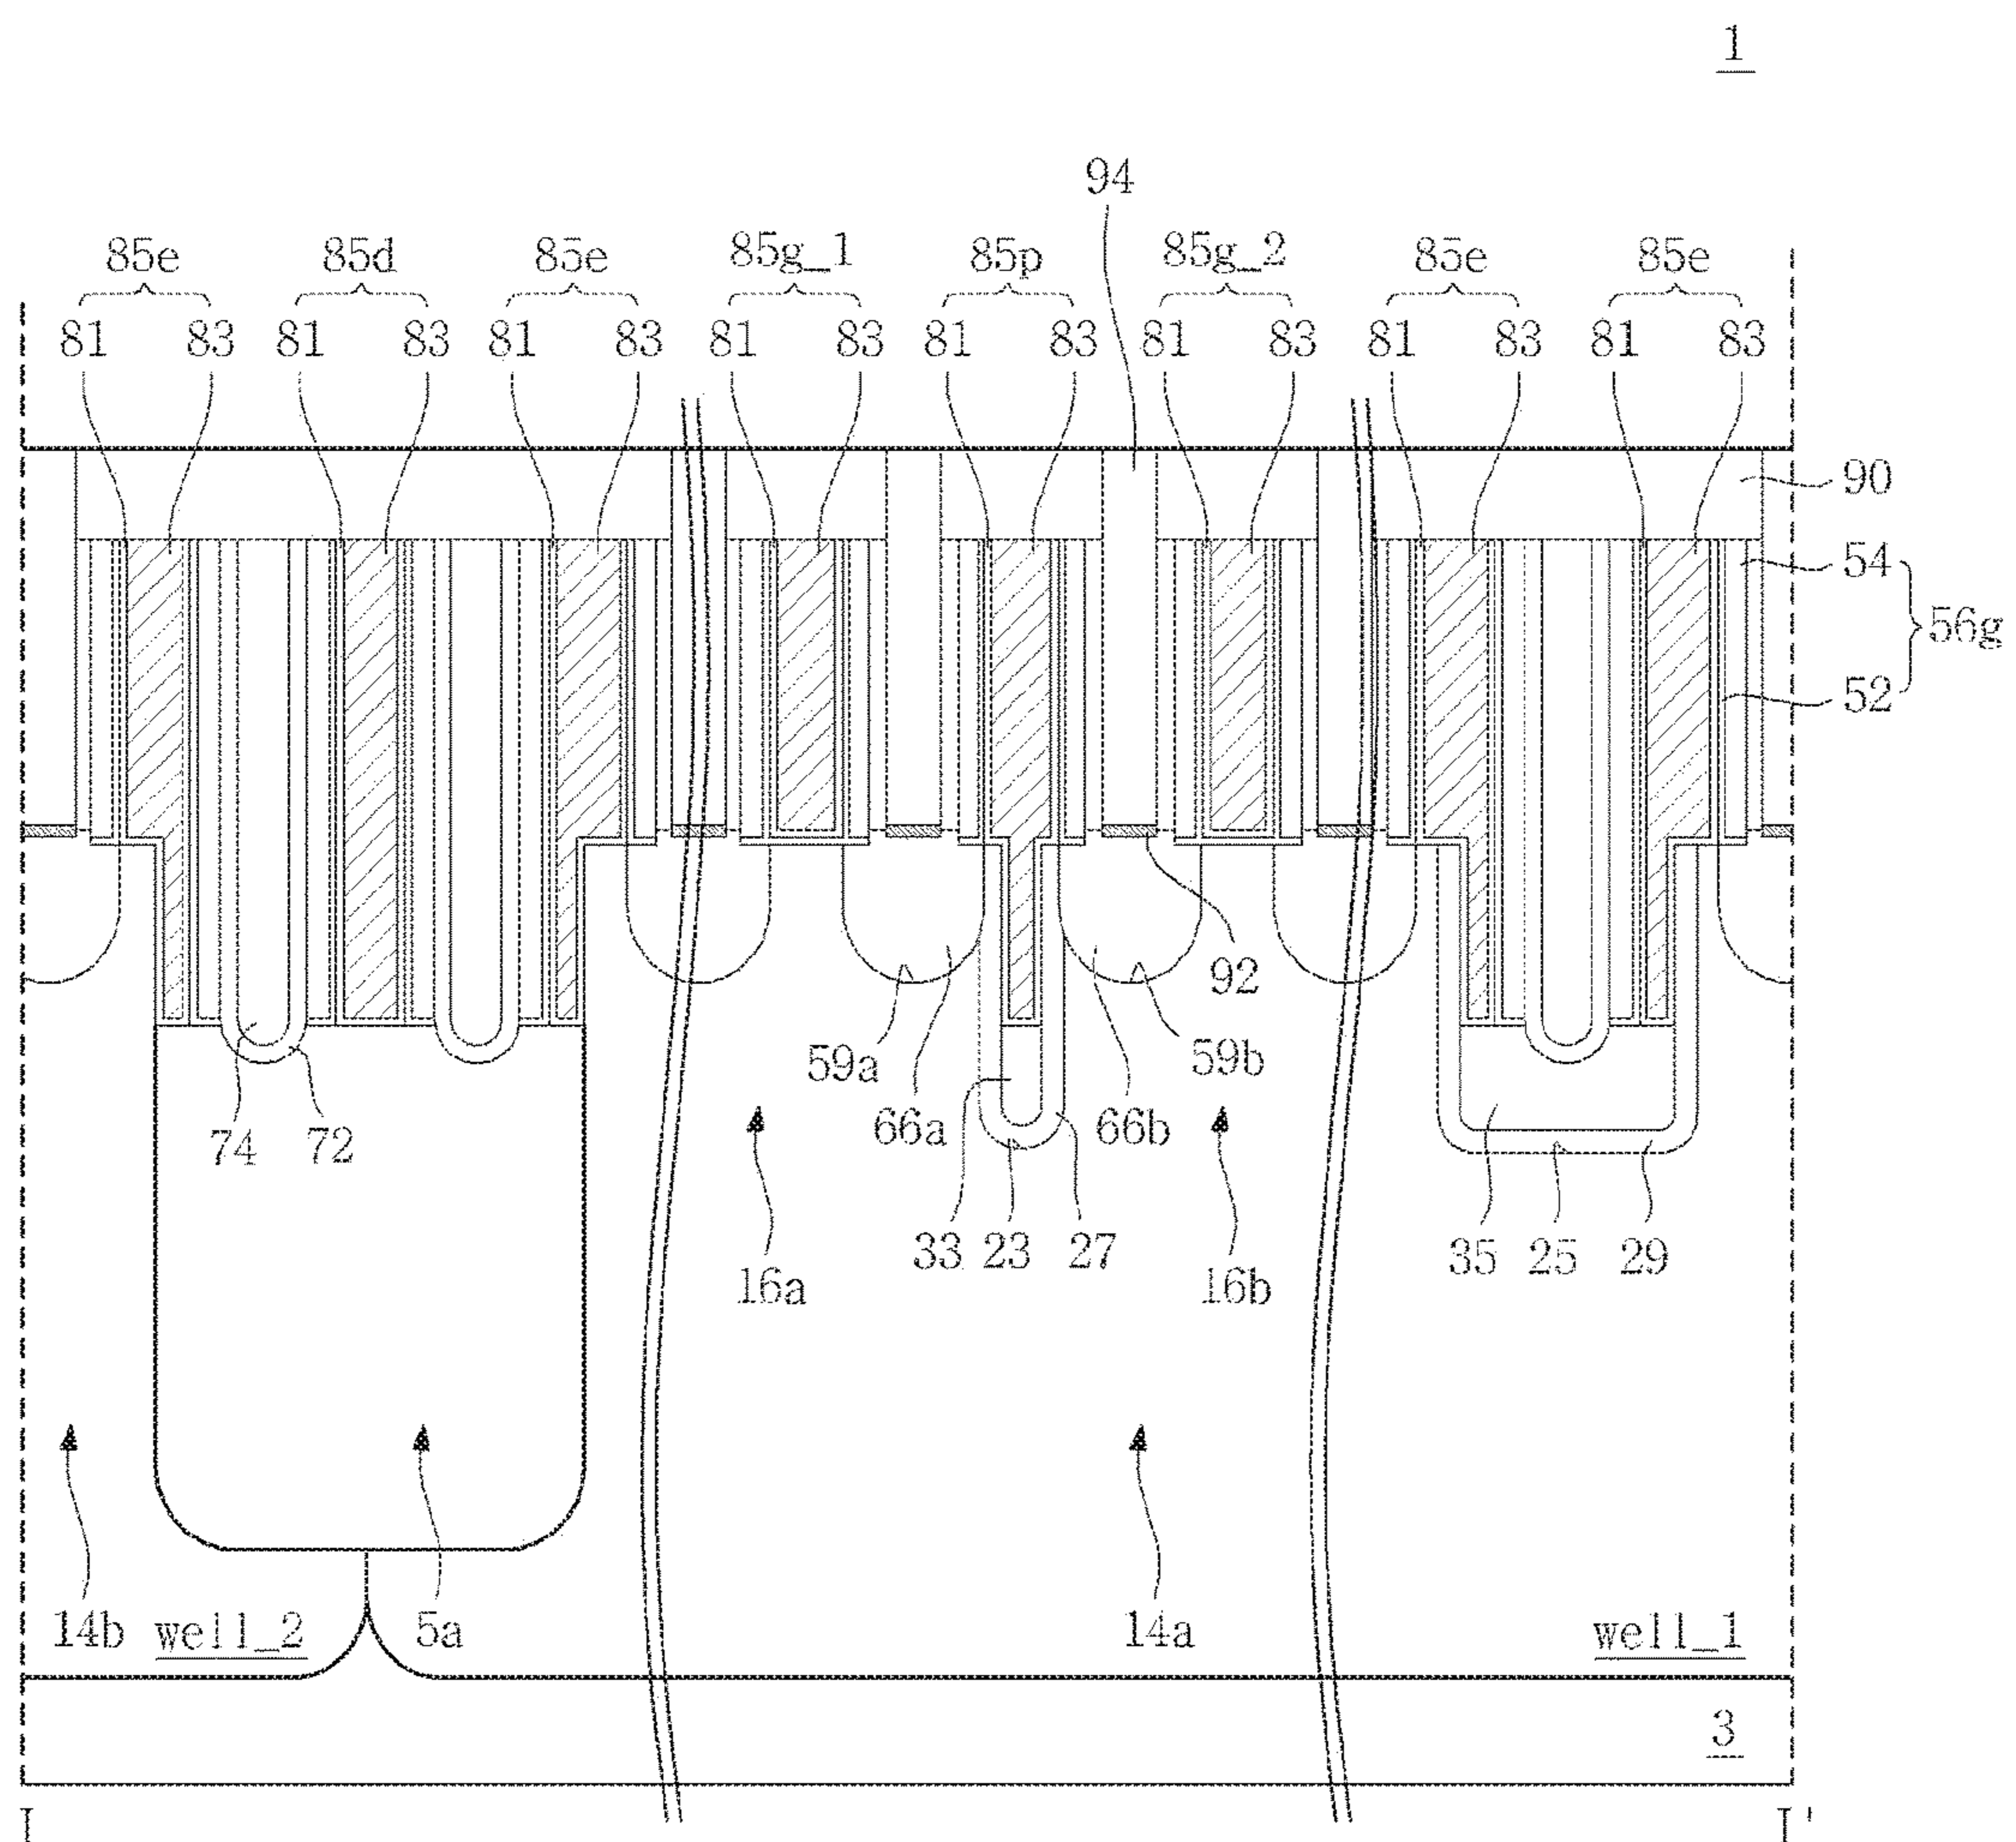 1
94
85e 85d 85e 85g_1 85p 85g_2 85e 85e
81 83 81 83 81 83 81 83 81 83 81 83 81 83 81 83
90
54
56g
52
92
59a 59b
66a 66b
74 72
33 23 27 35 25 29
16a 16b
14b well_2 5a 14a well_1
3
I I'